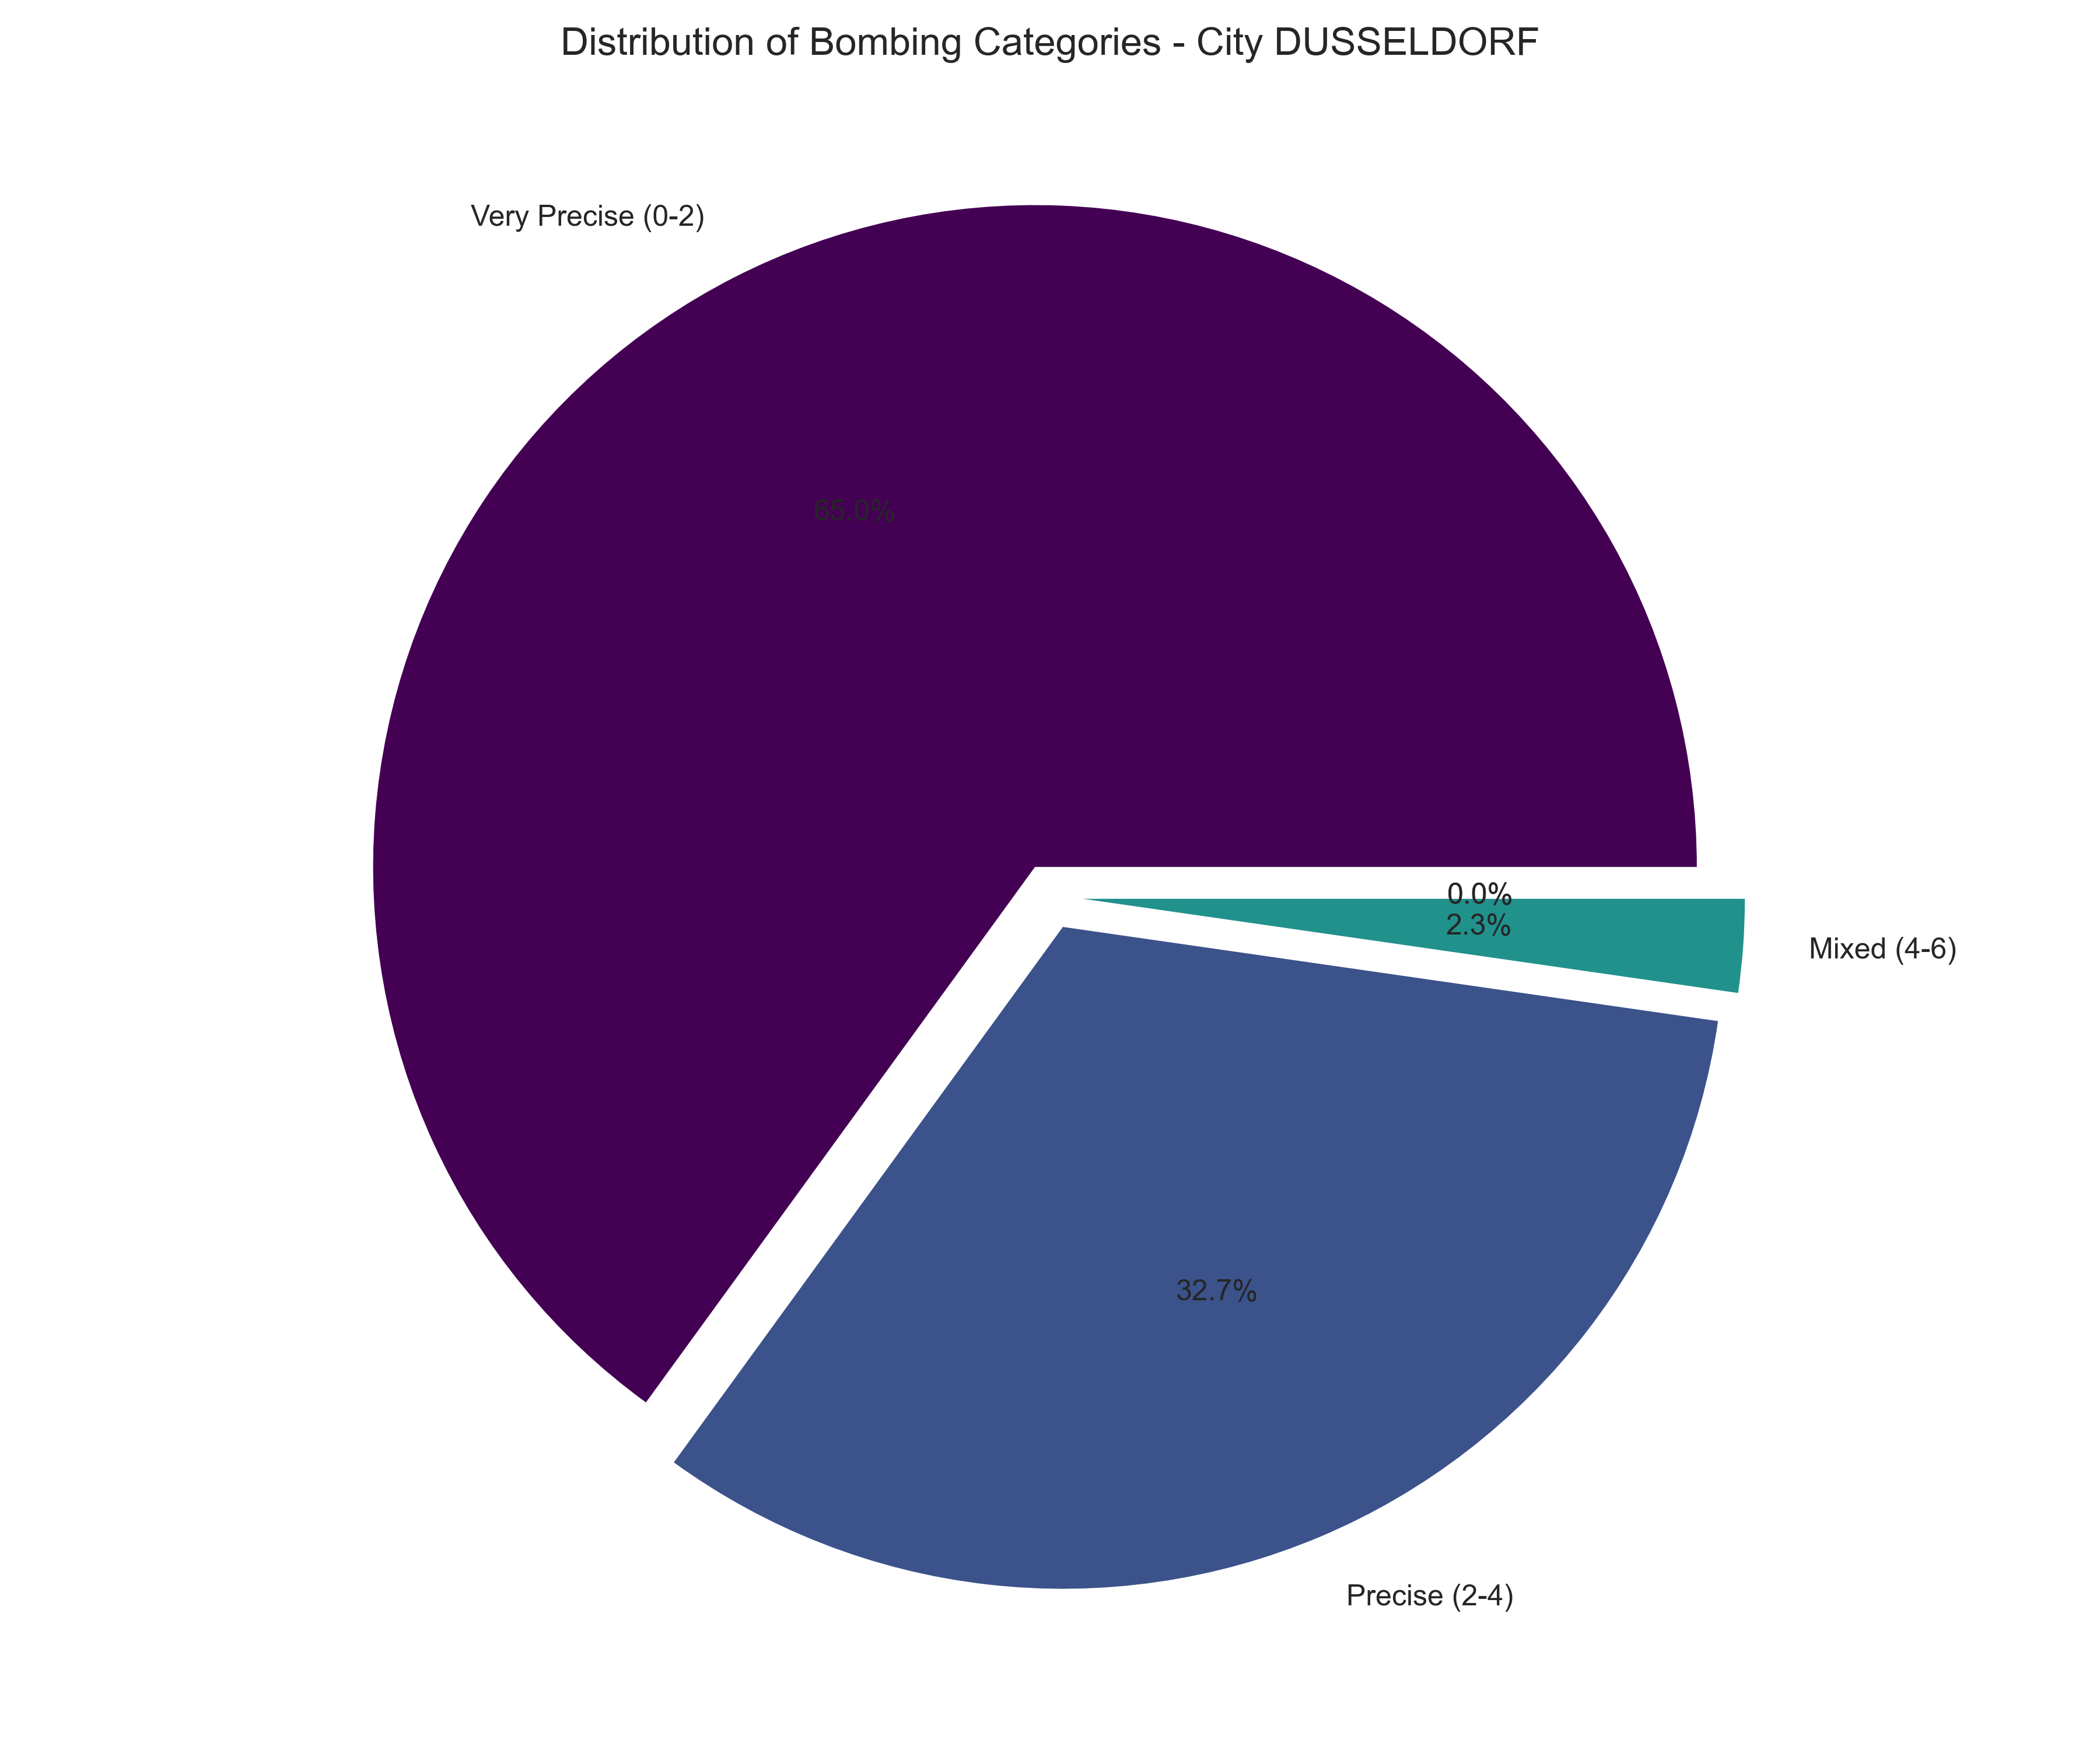 Distribution of Bombing Categories - City DUSSELDORF
Very Precise (0-2)
65.0%
0.0%
2.3%
Mixed (4-6)
32.7%
Precise (2-4)